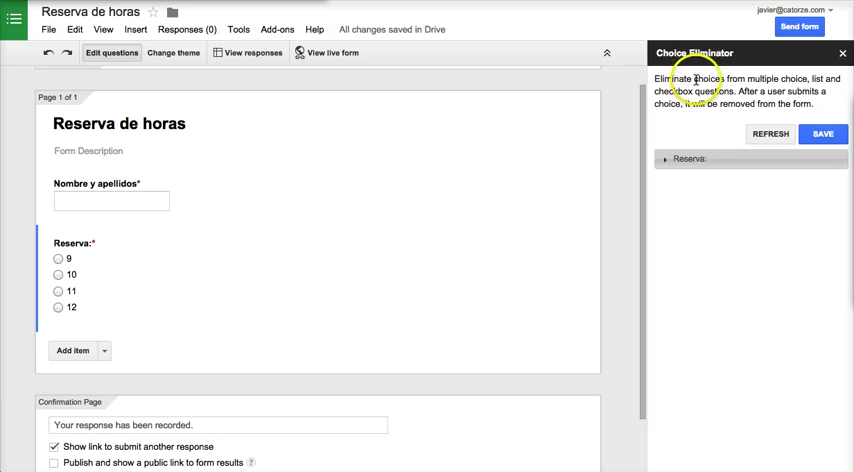 Reserva de horas
javier@catorze.com
File Edit View Insert Responses (0) Tools Add-ons Help All changes saved in Drive
Send form
Edit questions Change theme View responses View live form
Choice Eliminator
Eliminate choices from multiple choice, list and
checkbox questions. After a user submits a
choice, it will be removed from the form.
REFRESH SAVE
Reserva:
Page 1 of 1
Reserva de horas
Form Description
Nombre y apellidos*
Reserva:*
9
10
11
12
Add item
Confirmation Page
Your response has been recorded.
Show link to submit another response
Publish and show a public link to form results ?